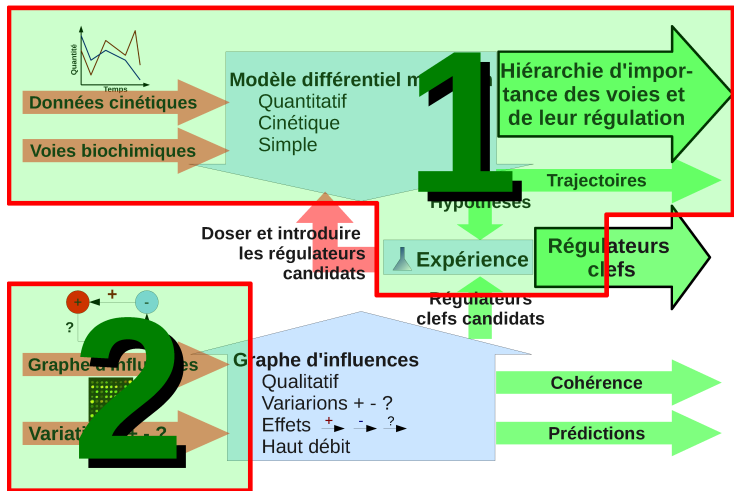 Quantité
Temps
Données cinétiques
Voies biochimiques
Modèle différentiel
Quantitatif
Cinétique
Simple
1
Hiérarchie d'impor-
tance des voies et
de leur régulation
Trajectoires
Hypothèses
Doser et introduire
les régulateurs
candidats
Expérience
Régulateurs
clefs
Régulateurs
clefs candidats
+ + -
?
2
Graphe d'influences
+ - ?
Graphe d'influences
Qualitatif
Variarions + - ?
Effets + - ?
Haut débit
Cohérence
Prédictions